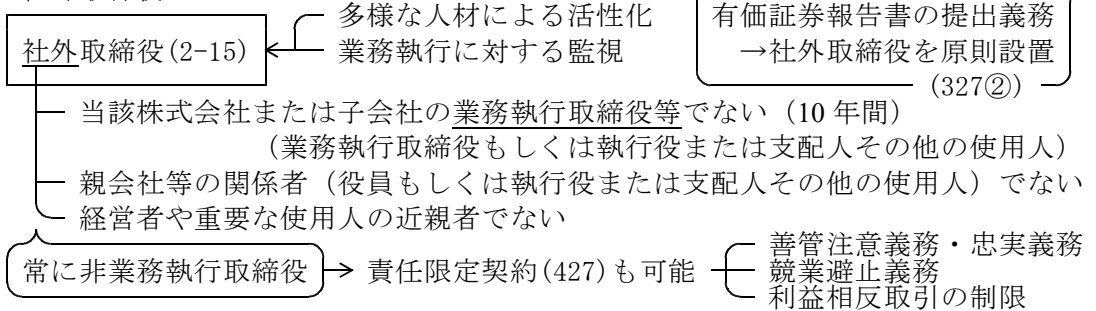 多様な人材による活性化
有価証券報告書の提出義務
社外取締役(2-15)
業務執行に対する監視
→社外取締役を原則設置
(327②)
当該株式会社または子会社の業務執行取締役等でない（10年間）
（業務執行取締役もしくは執行役または支配人その他の使用人）
親会社等の関係者（役員もしくは執行役または支配人その他の使用人）でない
経営者や重要な使用人の近親者でない
善管注意義務・忠実義務
常に非業務執行取締役
責任限定契約(427)も可能
競業避止義務
利益相反取引の制限